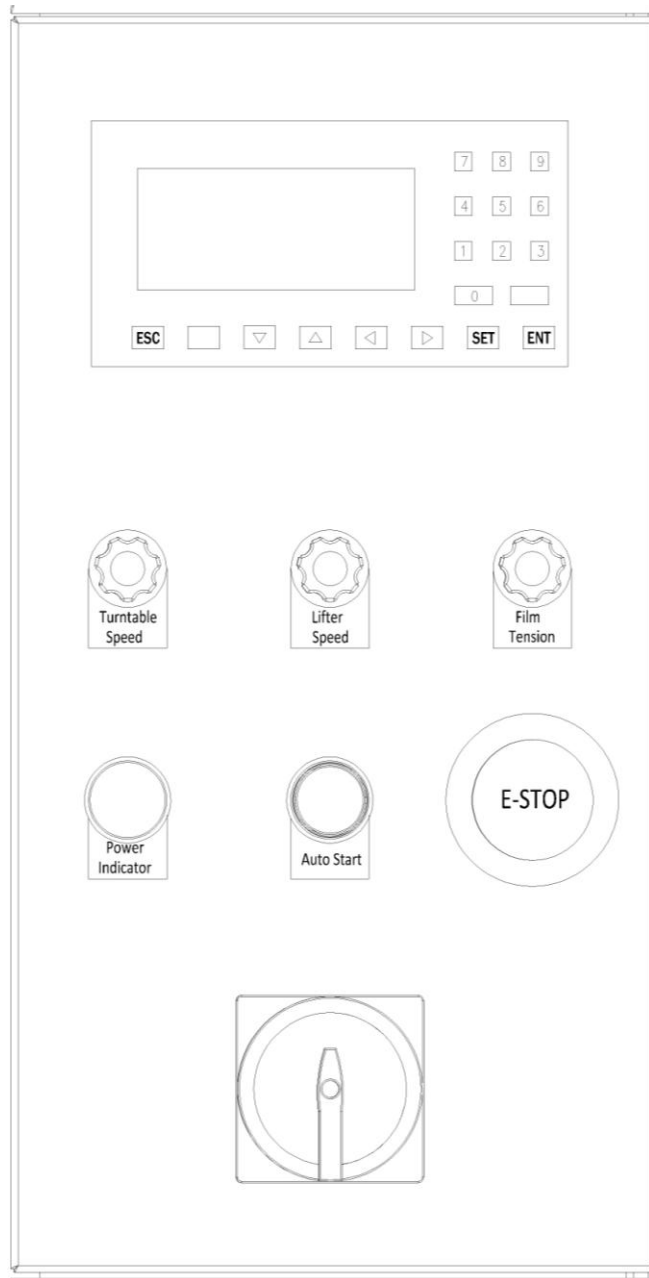 7 8 9
4 5 6
1 2 3
0
ESC SET ENT
Turntable
Speed
Lifter
Speed
Film
Tension
Power
Indicator
Auto Start
E-STOP